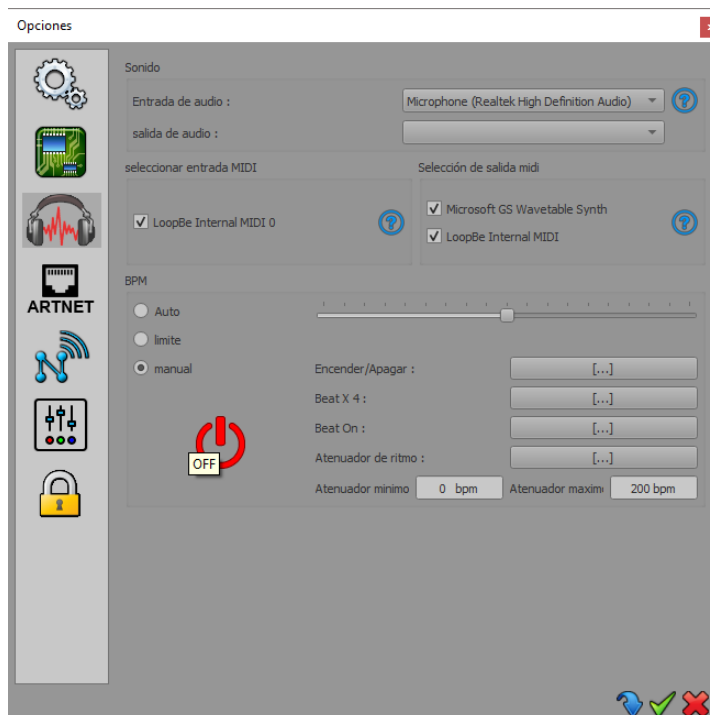 Opciones
x
Sonido
Entrada de audio :
Microphone (Realtek High Definition Audio)
?
salida de audio :
seleccionar entrada MIDI
Selección de salida midi
LoopBe Internal MIDI 0
?
Microsoft GS Wavetable Synth
LoopBe Internal MIDI
?
ARTNET
BPM
Auto
limite
manual
Encender/Apagar :
[...]
Beat X 4 :
[...]
Beat On :
[...]
OFF
Atenuador de ritmo :
[...]
Atenuador minimo
0 bpm
Atenuador maxim
200 bpm
N